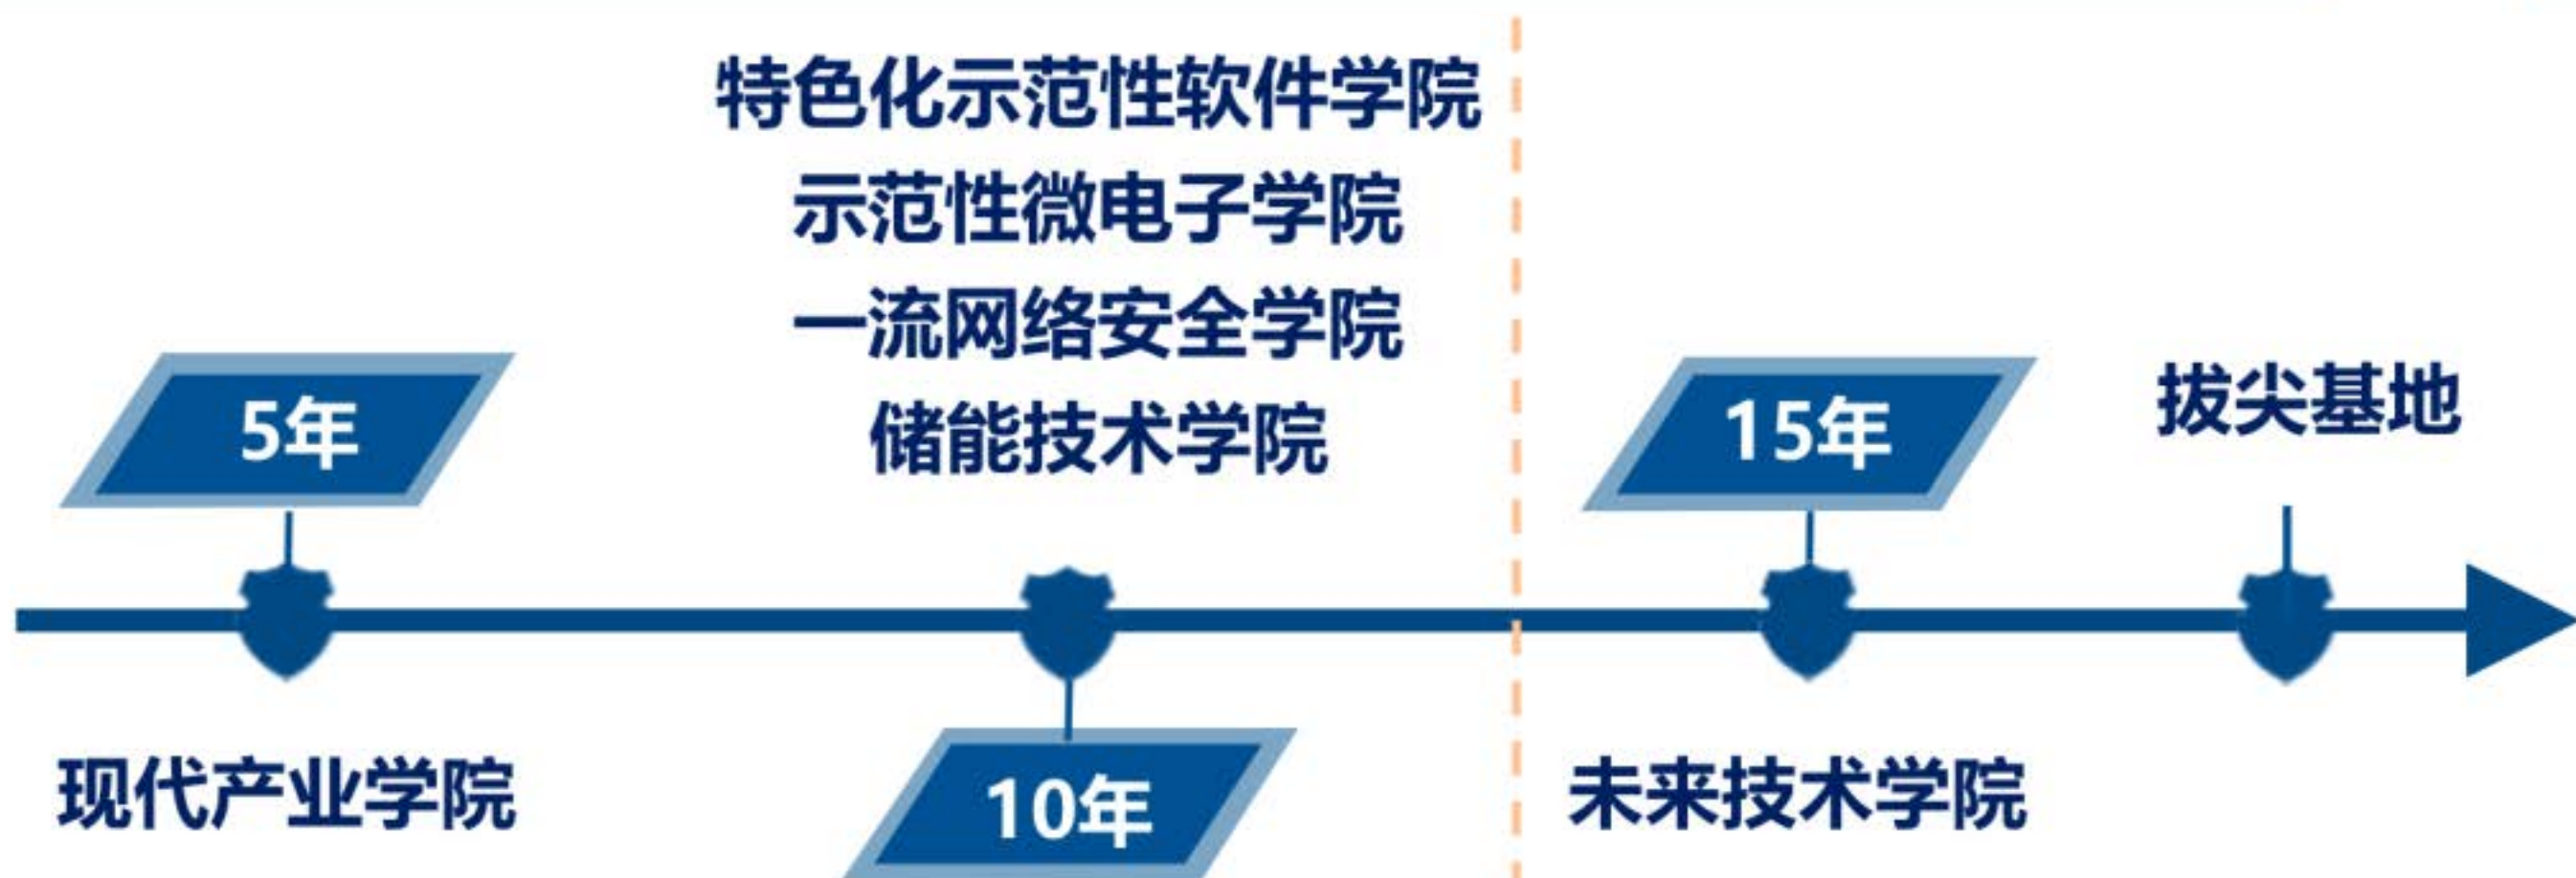 特色化示范性软件学院
示范性微电子学院
一流网络安全学院
储能技术学院
5年
15年
拔尖基地
现代产业学院
10年
未来技术学院